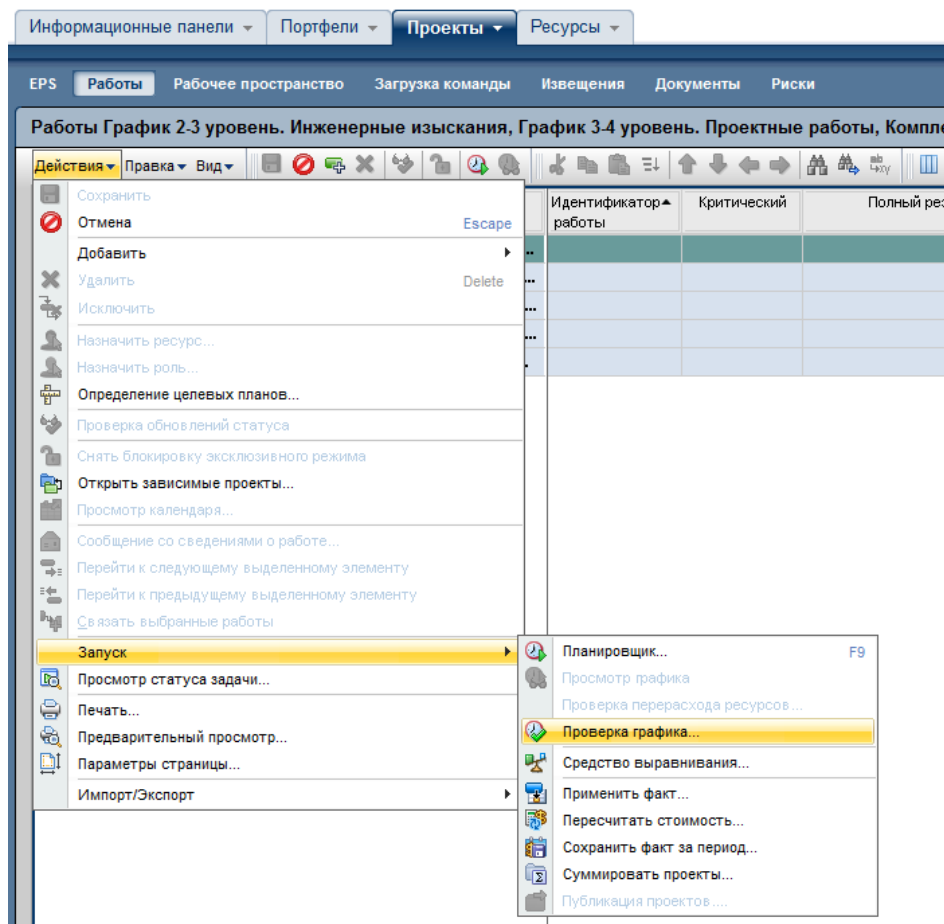 Информационные панели Портфели Проекты Ресурсы
EPS Работы Рабочее пространство Загрузка команды Извещения Документы Риски
Работы График 2-3 уровень. Инженерные изыскания, График 3-4 уровень. Проектные работы, Компле
Действия Правка Вид
Сохранить
Отмена Escape
Добавить
Удалить Delete
Исключить
Назначить ресурс...
Назначить роль...
Определение целевых планов...
Проверка обновлений статуса
Снять блокировку эксклюзивного режима
Открыть зависимые проекты...
Просмотр календаря...
Сообщение со сведениями о работе...
Перейти к следующему выделенному элементу
Перейти к предыдущему выделенному элементу
Связать выбранные работы
Запуск
Просмотр статуса задачи...
Печать...
Предварительный просмотр...
Параметры страницы...
Импорт/Экспорт
Идентификатор
работы
Критический
Полный рез
Планировщик... F9
Просмотр графика
Проверка перерасхода ресурсов...
Проверка графика...
Средство выравнивания...
Применить факт...
Пересчитать стоимость...
Сохранить факт за период...
Суммировать проекты...
Публикация проектов....